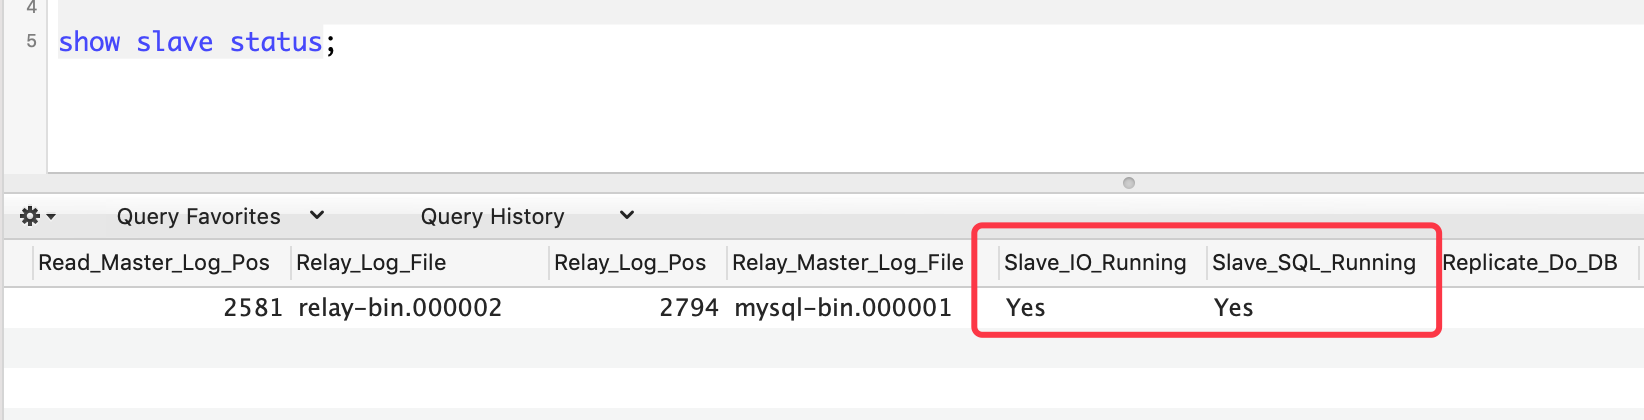 4
5 show slave status;
Query Favorites Query History
Read_Master_Log_Pos Relay_Log_File Relay_Log_Pos Relay_Master_Log_File Slave_IO_Running Slave_SQL_Running Replicate_Do_DB
2581 relay-bin.000002 2794 mysql-bin.000001 Yes Yes